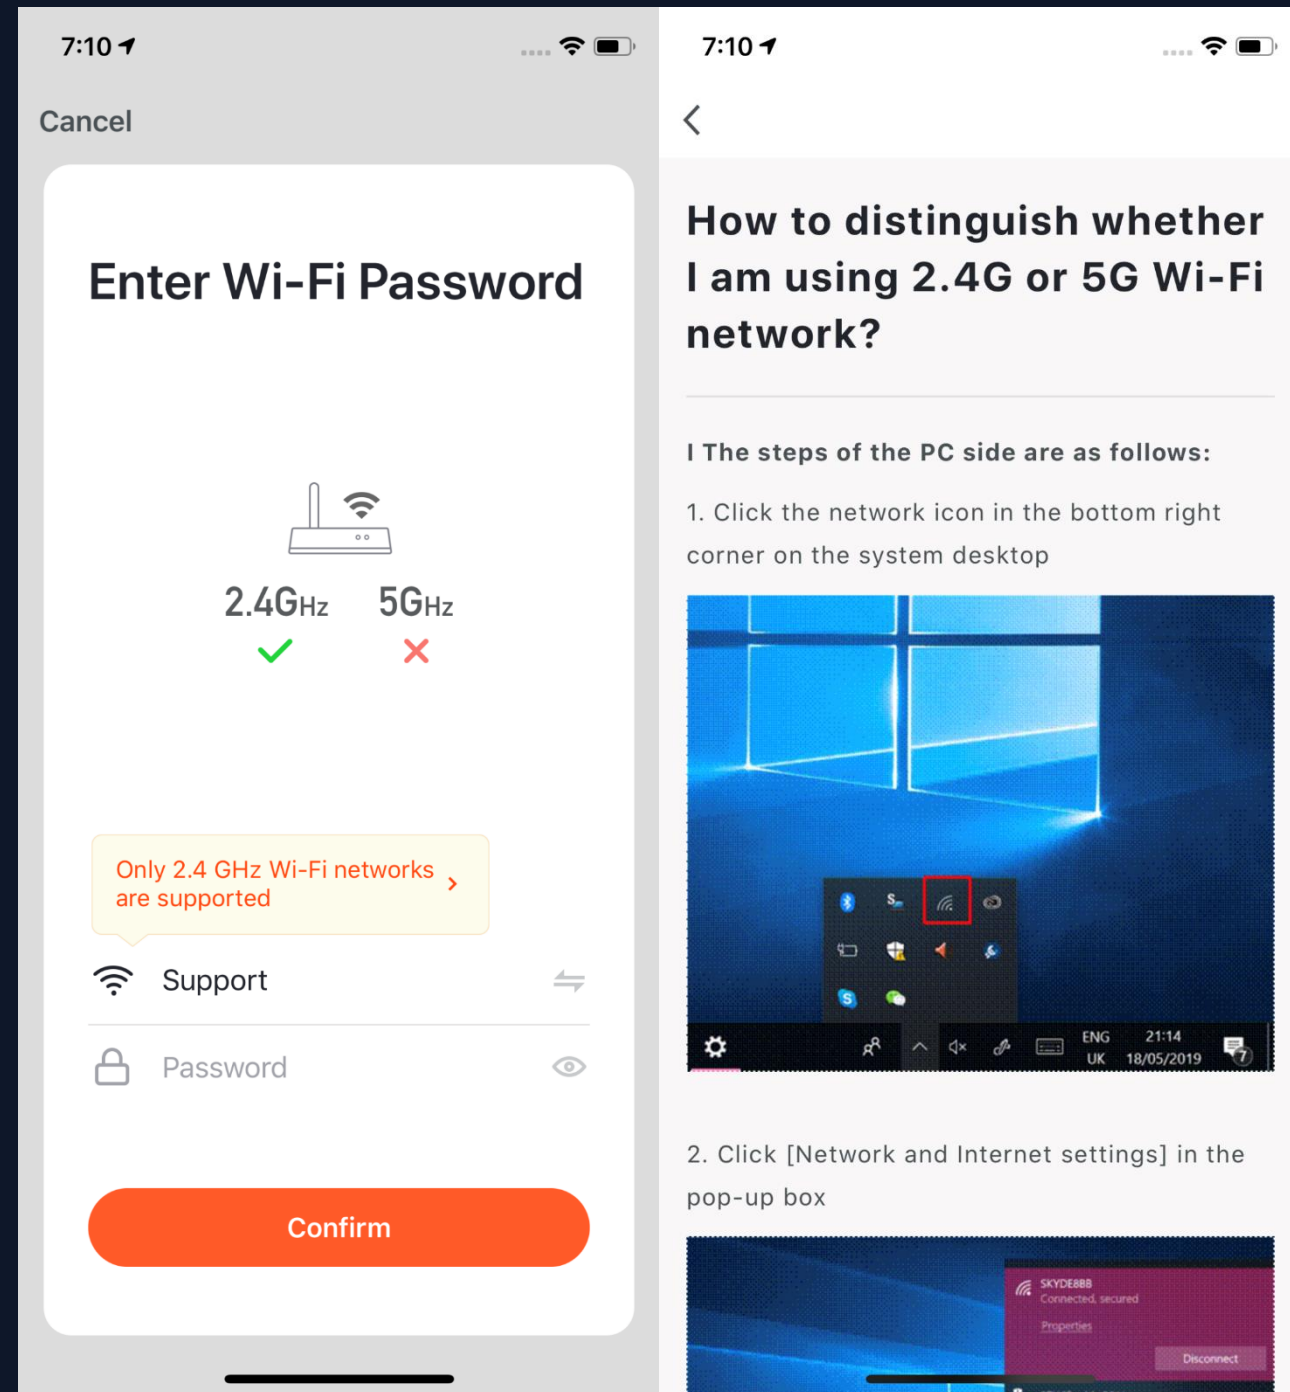 7:10
Cancel
Enter Wi-Fi Password
2.4GHz 5GHz
Only 2.4 GHz Wi-Fi networks
are supported
Support
Password
Confirm
7:10
How to distinguish whether
I am using 2.4G or 5G Wi-Fi
network?
I The steps of the PC side are as follows:
1. Click the network icon in the bottom right
corner on the system desktop
S
S
ENG 21:14
UK 18/05/2019
7
2. Click [Network and Internet settings] in the
pop-up box
SKYDE8BB
Connected, secured
Properties
Disconnect